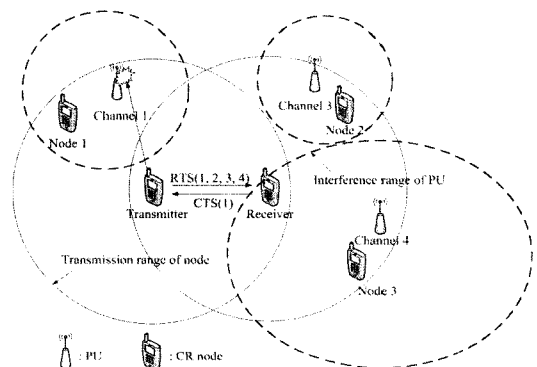 Channel 1
Node 1
Channel 3
Node 2
RTS(1, 2, 3, 4)
CTS(1)
Transmitter
Receiver
Interference range of PU
Channel 4
Node 3
Transmission range of node
: PU
: CR node